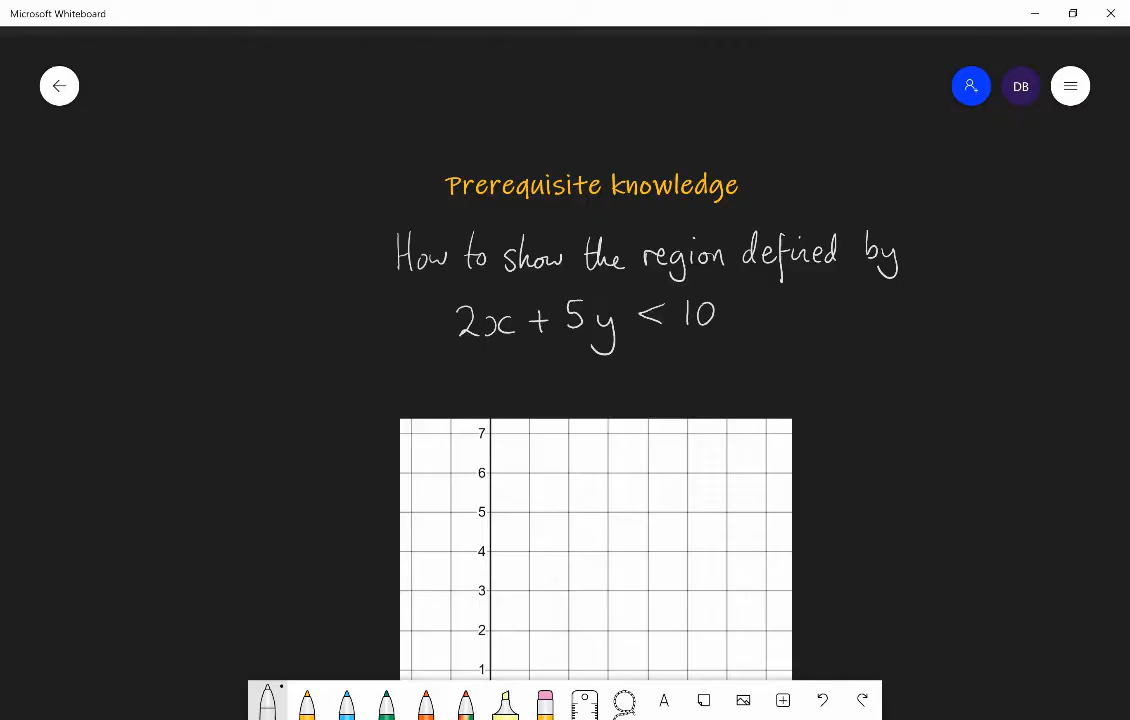 Microsoft Whiteboard
DB
Prerequisite knowledge
How to show the region defined by
2x + 5y < 10
7
6
5
4
3
2
1
A